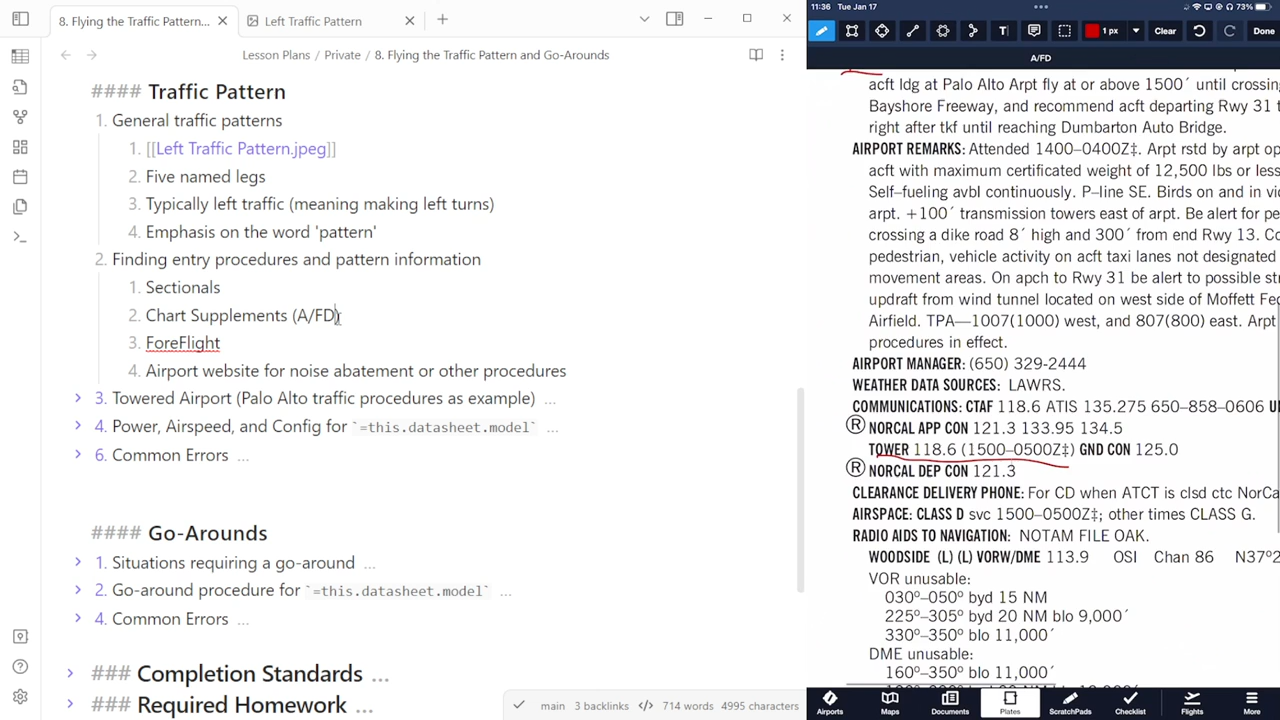 8. Flying the Traffic Pattern...
Left Traffic Pattern
Lesson Plans / Private / 8. Flying the Traffic Pattern and Go-Arounds
#### Traffic Pattern
1. General traffic patterns
1. [[Left Traffic Pattern.jpeg]]
2. Five named legs
3. Typically left traffic (meaning making left turns)
4. Emphasis on the word 'pattern'
2. Finding entry procedures and pattern information
1. Sectionals
2. Chart Supplements (A/FD)
3. ForeFlight
4. Airport website for noise abatement or other procedures
3. Towered Airport (Palo Alto traffic procedures as example) ...
4. Power, Airspeed, and Config for `=this.datasheet.model` ...
6. Common Errors ...
#### Go-Arounds
1. Situations requiring a go-around ...
2. Go-around procedure for `=this.datasheet.model` ...
4. Common Errors ...
### Completion Standards ...
### Required Homework ...
main 3 backlinks 714 words 4995 characters
11:36 Tue Jan 17
73%
T
1 px
Clear
Done
A/FD
acft ldg at Palo Alto Arpt fly at or above 1500´ until crossing
Bayshore Freeway, and recommend acft departing Rwy 31 t
right after tkf until reaching Dumbarton Auto Bridge.
AIRPORT REMARKS: Attended 1400–0400Z‡. Arpt rstd by arpt op
acft with maximum certificated weight of 12,500 lbs or less
Self–fueling avbl continuously. P–line SE. Birds on and in vi
arpt. +100´ transmission towers east of arpt. Be alert for pe
crossing a dike road 8´ high and 300´ from end Rwy 13. Co
pedestrian, vehicle activity on acft taxi lanes not designated
movement areas. On apch to Rwy 31 be alert to possible st
updraft from wind tunnel located on west side of Moffett Fe
Airfield. TPA—1007(1000) west, and 807(800) east. Arpt
procedures in effect.
AIRPORT MANAGER: (650) 329-2444
WEATHER DATA SOURCES: LAWRS.
COMMUNICATIONS: CTAF 118.6 ATIS 135.275 650–858–0606 UN
Ⓡ NORCAL APP CON 121.3 133.95 134.5
TOWER 118.6 (1500–0500Z‡) GND CON 125.0
Ⓡ NORCAL DEP CON 121.3
CLEARANCE DELIVERY PHONE: For CD when ATCT is clsd ctc NorCa
AIRSPACE: CLASS D svc 1500–0500Z‡; other times CLASS G.
RADIO AIDS TO NAVIGATION: NOTAM FILE OAK.
WOODSIDE (L) (L) VORW/DME 113.9 OSI Chan 86 N37°2
VOR unusable:
030º–050º byd 15 NM
225º–305º byd 20 NM blo 9,000´
330º–350º blo 11,000´
DME unusable:
160º–350º blo 11,000´
Airports
Maps
Documents
Plates
ScratchPads
Checklist
Flights
More